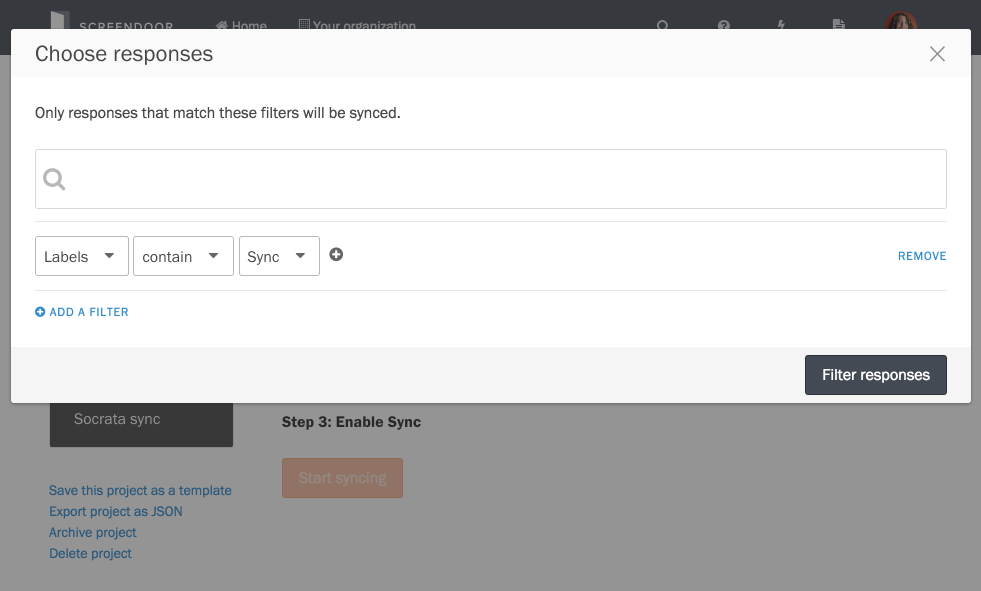 SCREENDOOR Home Your organization
Choose responses
Only responses that match these filters will be synced.
Labels contain Sync REMOVE
ADD A FILTER
Filter responses
Socrata sync
Step 3: Enable Sync
Start syncing
Save this project as a template
Export project as JSON
Archive project
Delete project